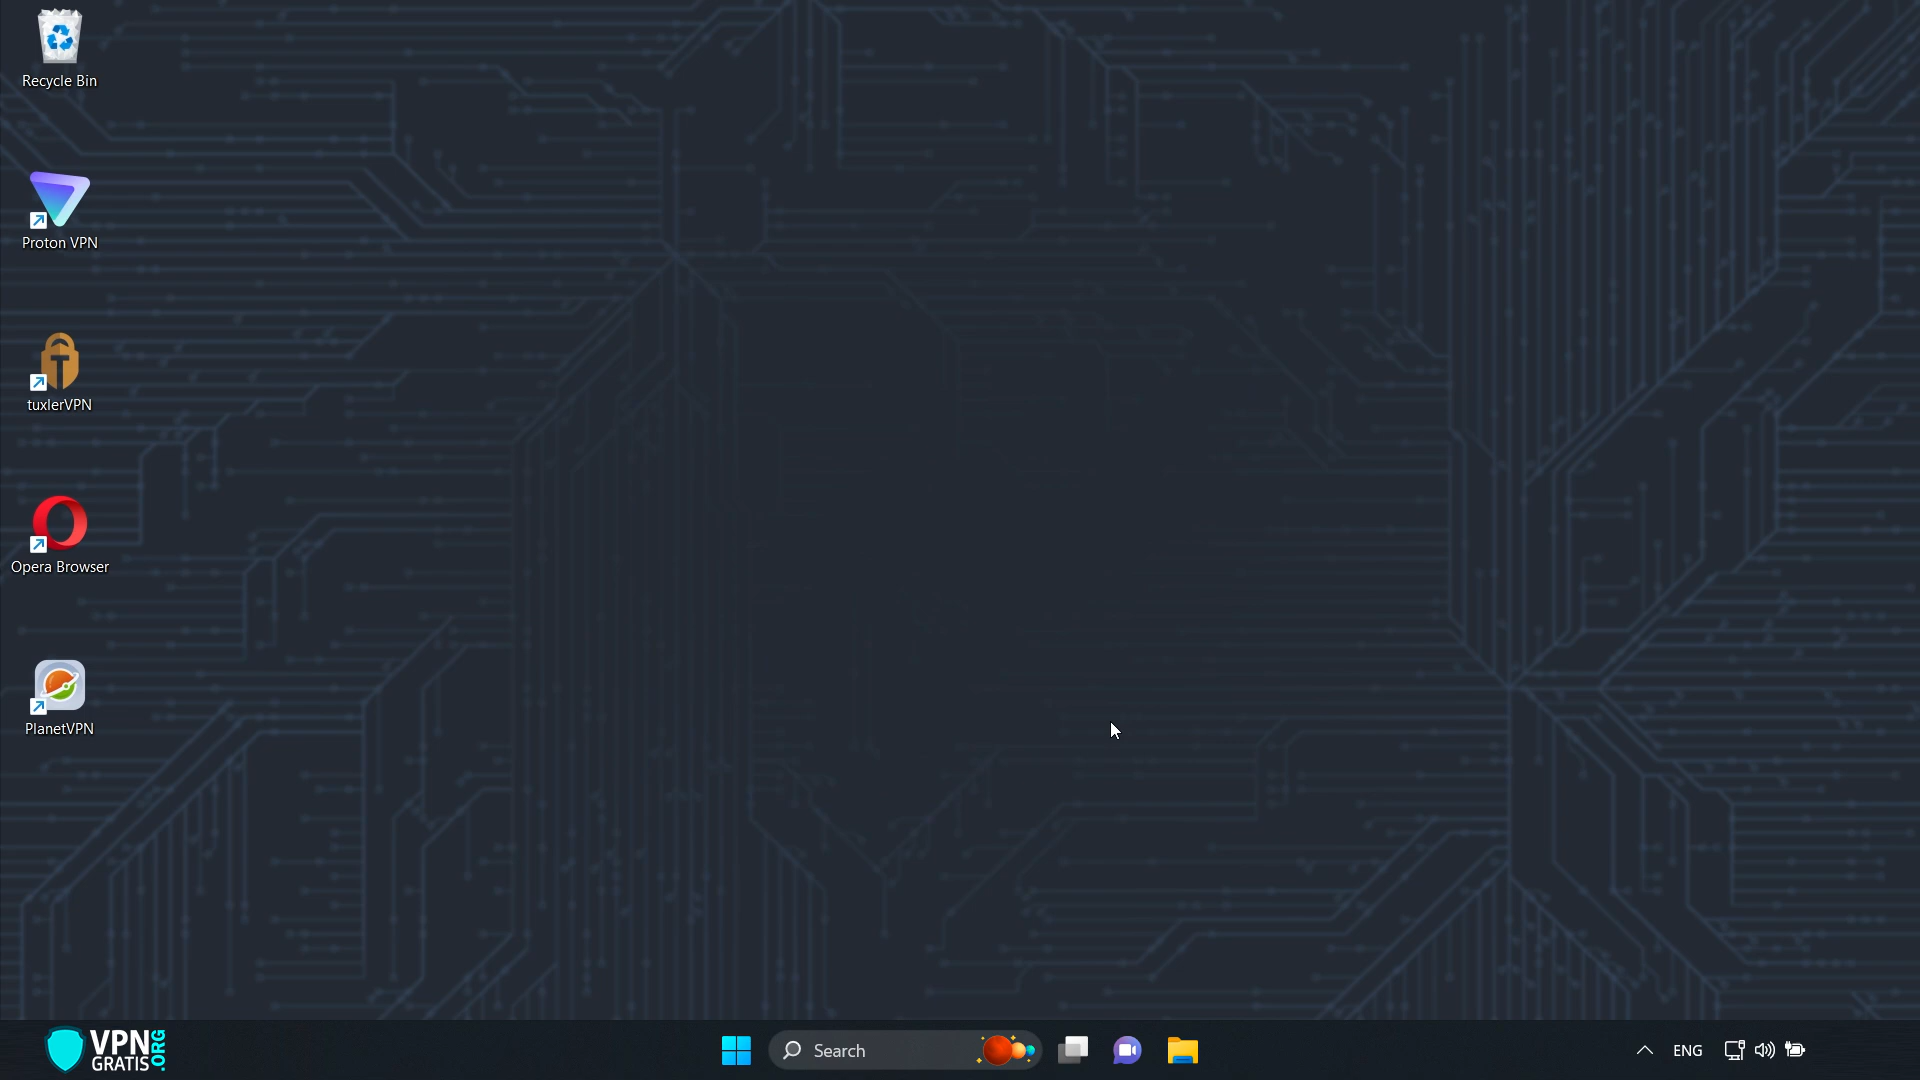 Recycle Bin
Proton VPN
T
tuxlerVPN
Opera Browser
PlanetVPN
VPN
GRATIS
.ORG
Search
ENG